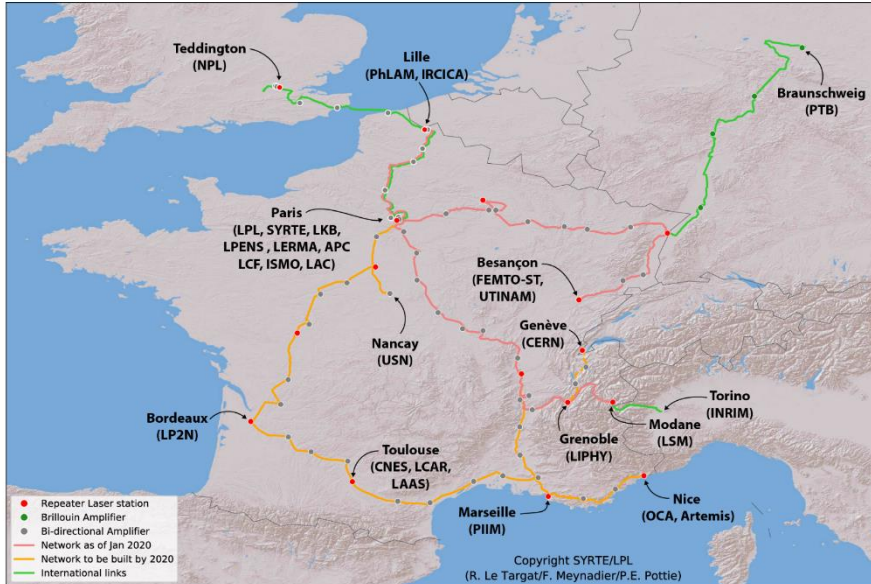 Teddington
(NPL)
Lille
(PhLAM, IRCICA)
Braunschweig
(PTB)
Paris
(LPL, SYRTE, LKB,
LPENS , LERMA, APC
LCF, ISMO, LAC)
Besançon
(FEMTO-ST,
UTINAM)
Nancay
(USN)
Genève
(CERN)
Torino
(INRIM)
Modane
(LSM)
Grenoble
(LIPHY)
Bordeaux
(LP2N)
Toulouse
(CNES, LCAR,
LAAS)
Marseille
(PIIM)
Nice
(OCA, Artemis)
Repeater Laser station
Brillouin Amplifier
Bi-directional Amplifier
Network as of Jan 2020
Network to be built by 2020
International links
Copyright SYRTE/LPL
(R. Le Targat/F. Meynadier/P.E. Pottie)